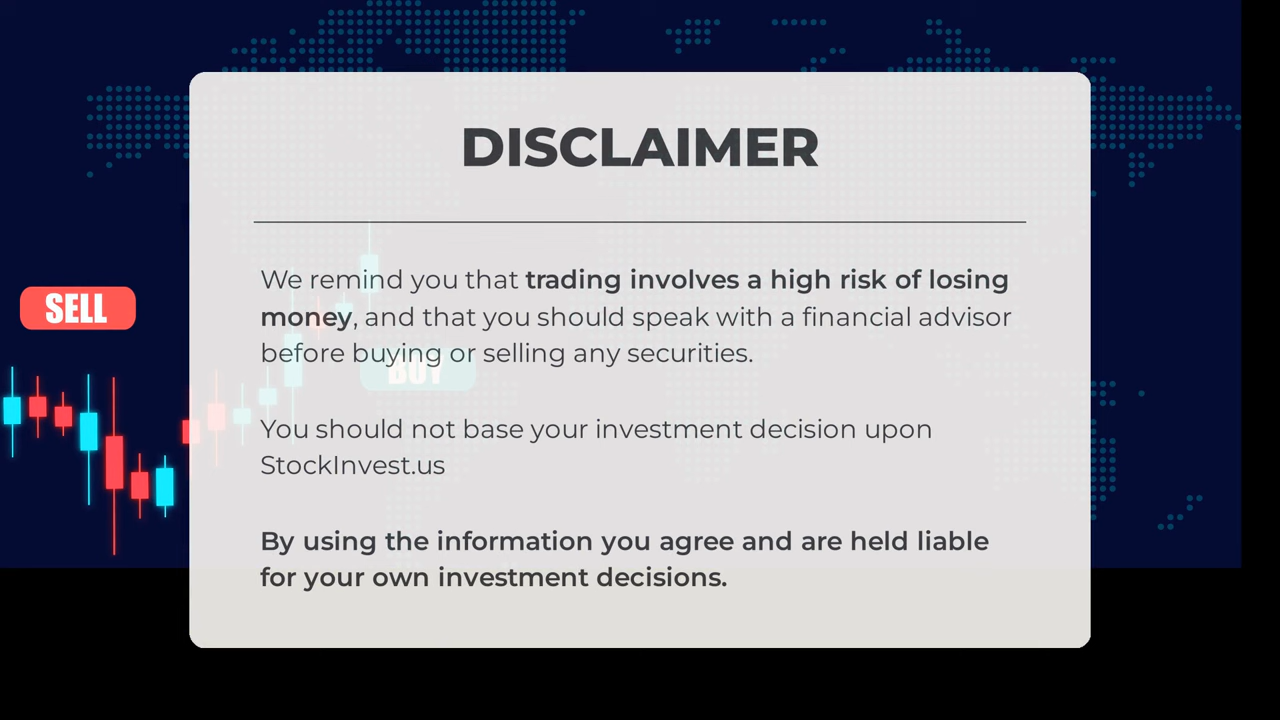 DISCLAIMER
We remind you that trading involves a high risk of losing
money, and that you should speak with a financial advisor
before buying or selling any securities.
SELL
BUY
You should not base your investment decision upon
StockInvest.us
By using the information you agree and are held liable
for your own investment decisions.